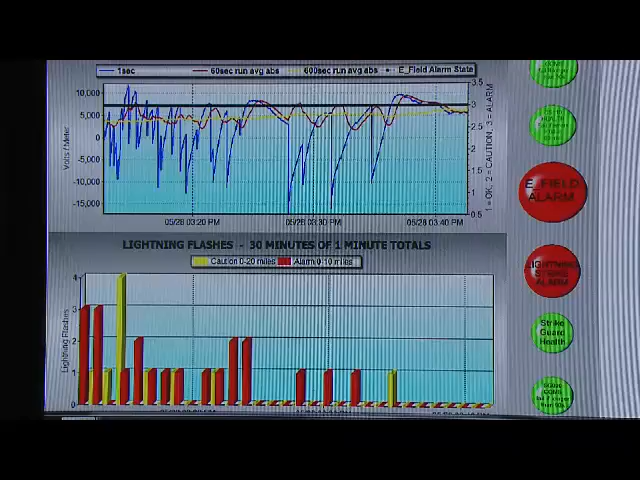 1sec
60sec run avg abs
600sec run avg abs
E_Field Alarm State
10,000
5,000
0
-5,000
-10,000
-15,000
Volts / Meter
3.5
3
2.5
2
1.5
1
0.5
1 = OK, 2 = CAUTION, 3 = ALARM
05/28 03:20 PM
05/28 03:30 PM
05/28 03:40 PM
E_FIELD
ALARM
LIGHTNING FLASHES - 30 MINUTES OF 1 MINUTE TOTALS
Caution 0-20 miles
Alarm 0-10 miles
4
3
2
1
0
Lightning Flashes
LIGHTNING
STRIKE
ALARM
Strike
Guard
Health